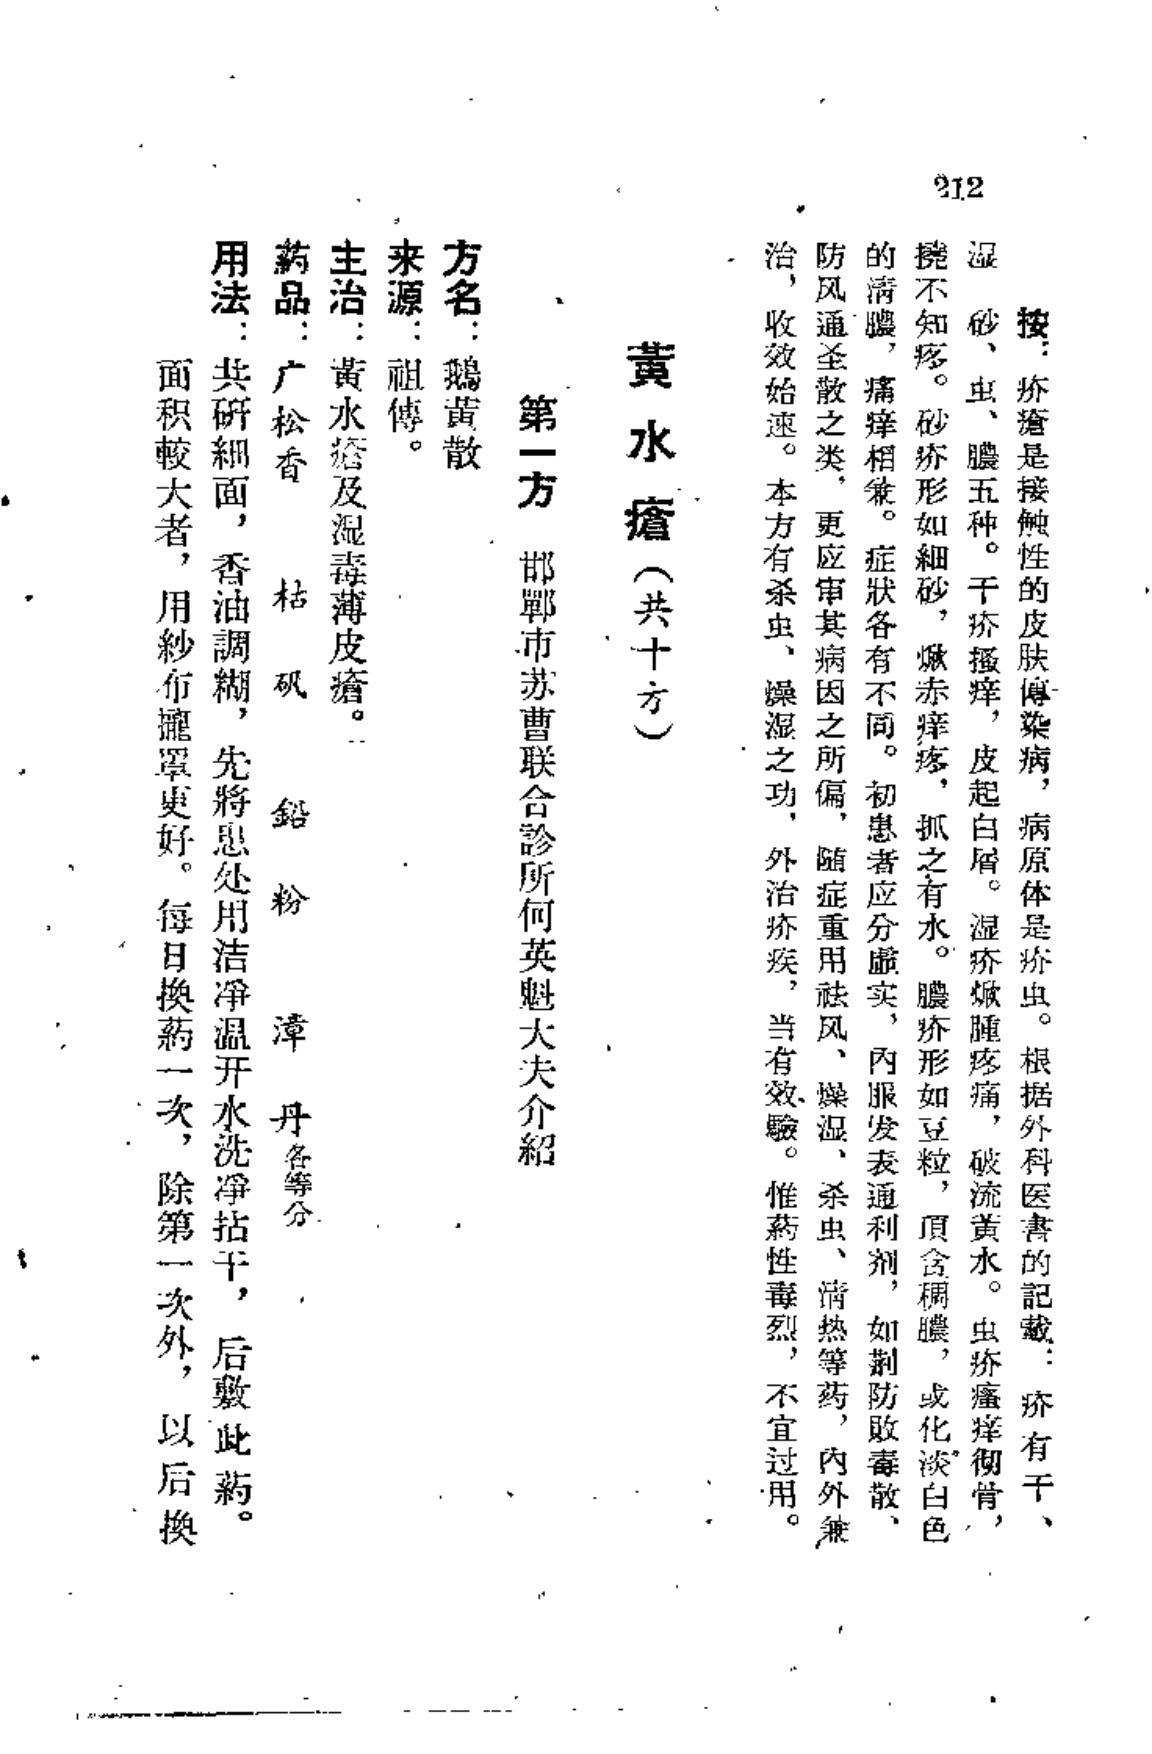 212
按：疥瘡是接触性的皮肤傳染病，病原体是疥虫。根据外科医書的記載：疥有干、
湿 砂、虫、膿五种。干疥搔痒，皮起白屑。湿疥焮腫疼痛，破流黃水。虫疥瘙痒彻骨，
撓不知疼。砂疥形如細砂，焮赤痒疼，抓之有水。膿疥形如豆粒，頂含稠膿，或化淡白色
的清膿，痛痒相兼。症狀各有不同。初患者应分虛实，內服发表通利剂，如荆防敗毒散、
防风通圣散之类，更应审其病因之所偏，随症重用祛风、燥湿、杀虫、清热等药，內外兼
治，收效始速。本方有杀虫、燥湿之功，外治疥疾，当有效驗。惟葯性毒烈，不宜过用。
黃水瘡（共十方）
第一方 邯鄲市苏曹联合診所何英魁大夫介紹
方名：鵝黃散
来源：祖傳。
主治：黃水瘡及湿毒薄皮瘡。
葯品：广松香 枯矾 鉛粉 漳丹各等分
用法：共研細面，香油調糊，先將患处用洁凈温开水洗凈拈干，后敷此葯。
面积較大者，用紗布攏罩更好。每日換葯一次，除第一次外，以后換